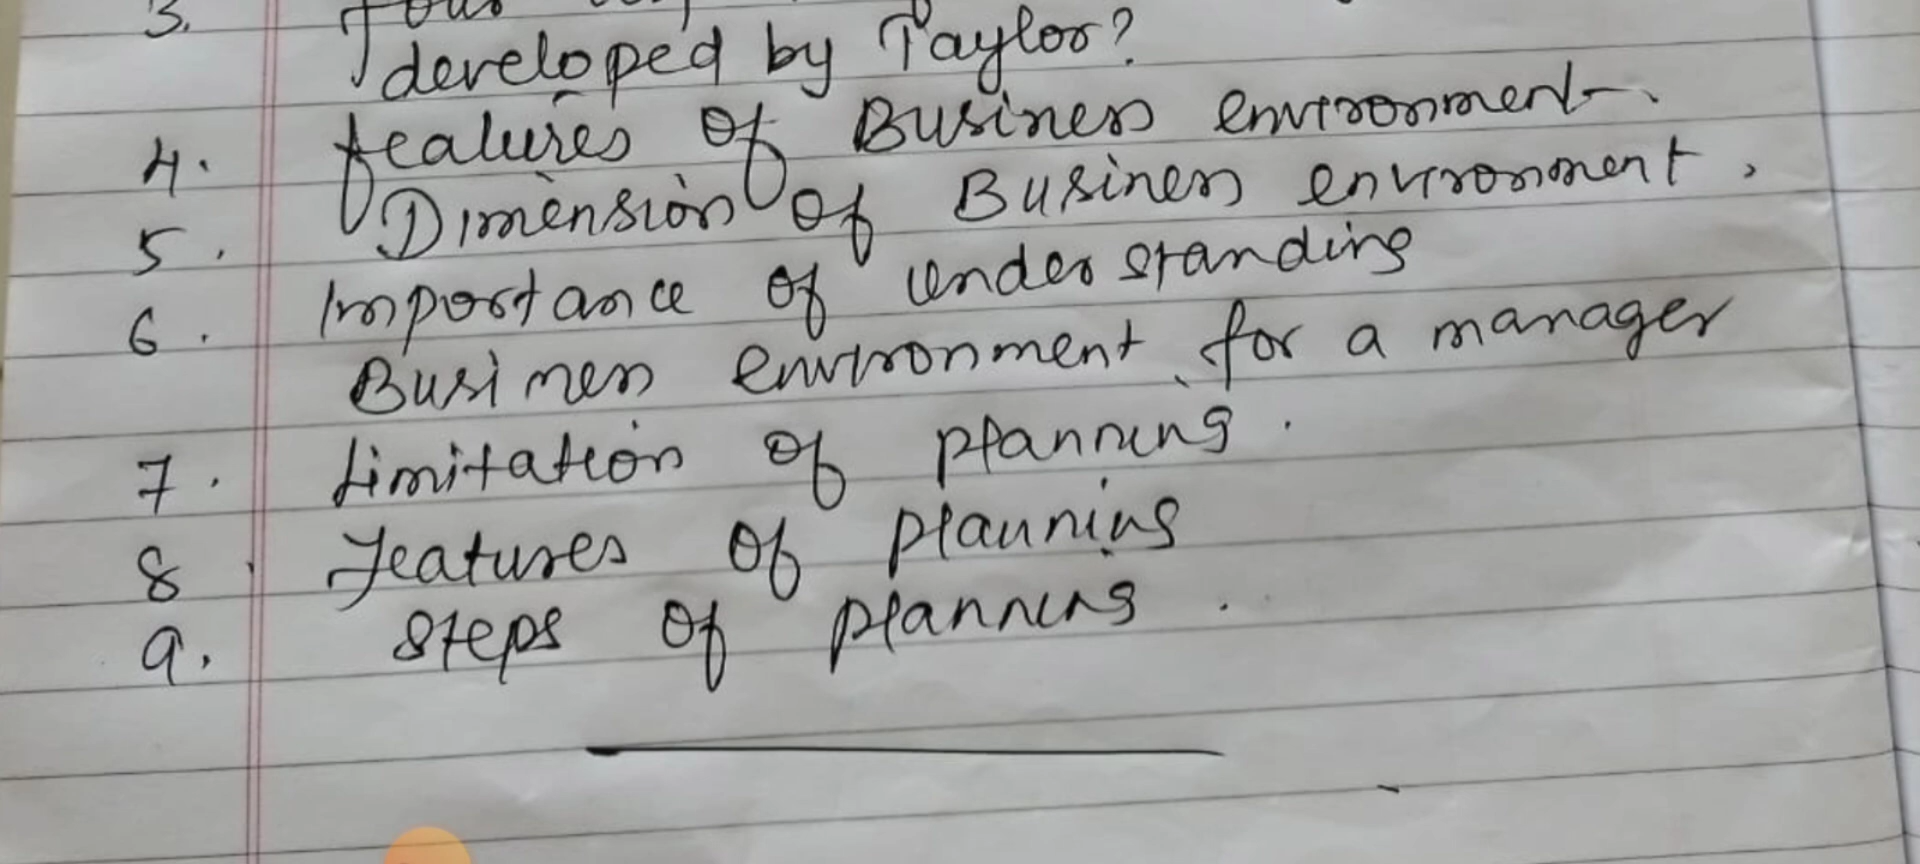 3. four
developed by Taylor?
4. features of Business environment.
5. Dimension of Business environment.
6. Importance of understanding
Business environment for a manager
7. Limitation of planning.
8. Features of planning
9. Steps of planning.